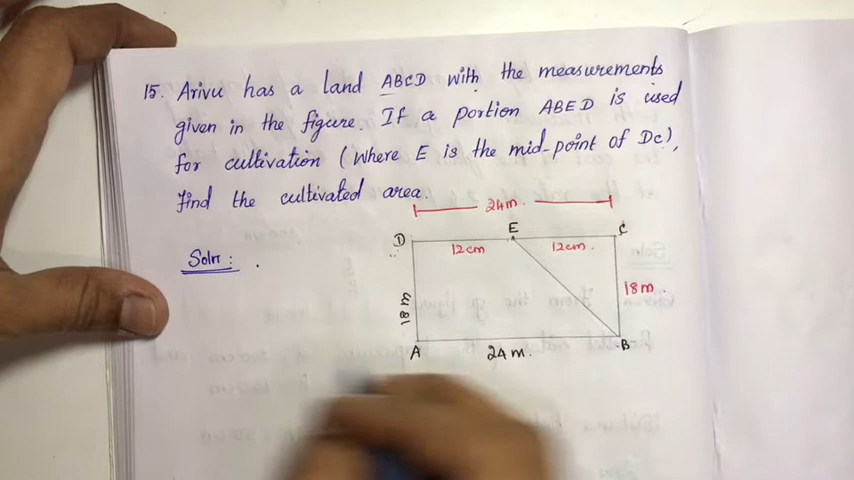 15. Arivu has a land ABCD with the measurements
given in the figure. If a portion ABED is used
for cultivation (Where E is the mid-point of DC),
find the cultivated area.
24m.
D
E
C
12cm
12cm.
Soln :
18m
18m.
A
24 m.
B